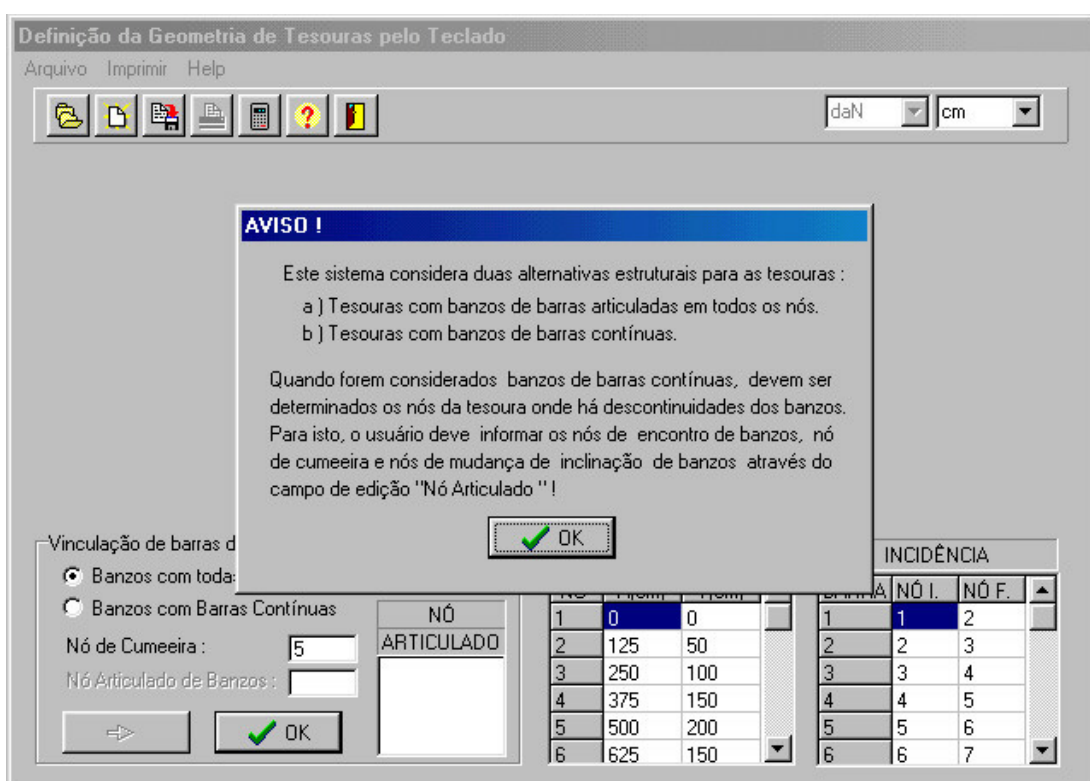 Definição da Geometria de Tesouras pelo Teclado
Arquivo Imprimir Help
daN cm
AVISO !
Este sistema considera duas alternativas estruturais para as tesouras :
a ) Tesouras com banzos de barras articuladas em todos os nós.
b ) Tesouras com banzos de barras contínuas.
Quando forem considerados banzos de barras contínuas, devem ser
determinados os nós da tesoura onde há descontinuidades dos banzos.
Para isto, o usuário deve informar os nós de encontro de banzos, nó
de cumeeira e nós de mudança de inclinação de banzos através do
campo de edição "Nó Articulado " !
OK
Vinculação de barras d
Banzos com toda
Banzos com Barras Contínuas
Nó de Cumeeira : 5
Nó Articulado de Banzos :
OK
NÓ
ARTICULADO
1 0 0
2 125 50
3 250 100
4 375 150
5 500 200
6 625 150
INCIDÊNCIA
NÓ I. NÓ F.
1 1 2
2 2 3
3 3 4
4 4 5
5 5 6
6 6 7